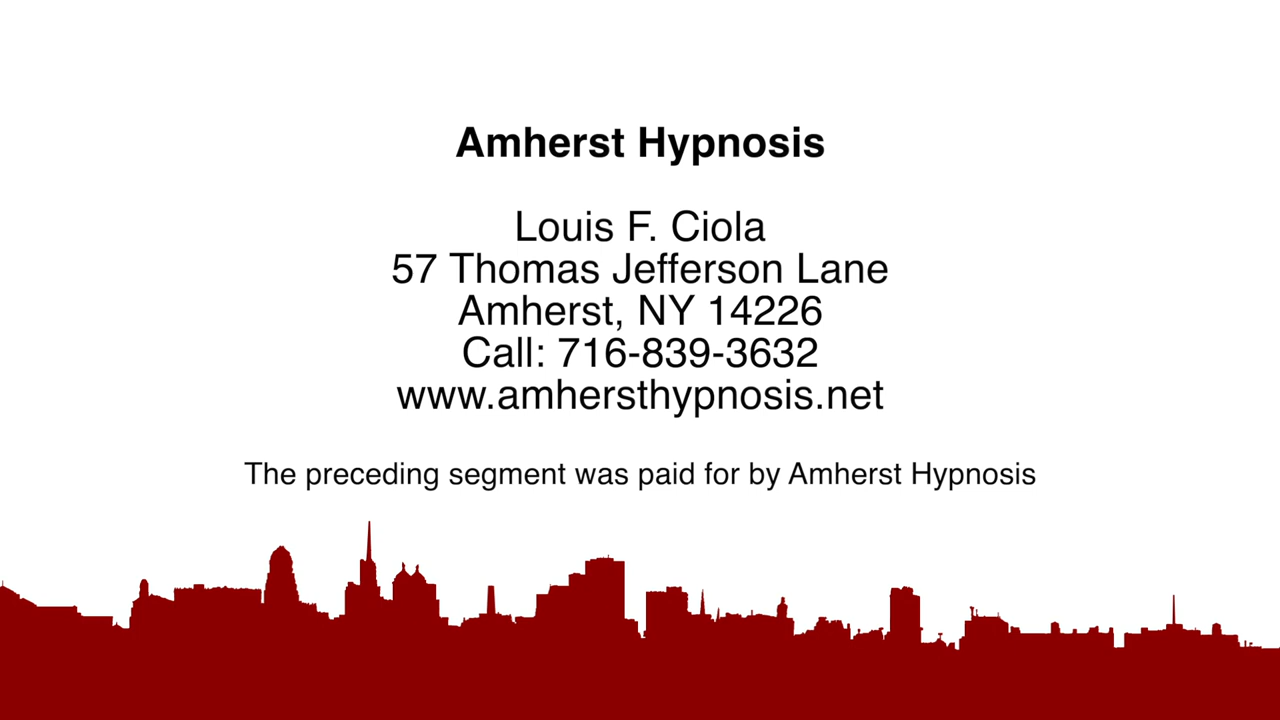 Amherst Hypnosis
Louis F. Ciola
57 Thomas Jefferson Lane
Amherst, NY 14226
Call: 716-839-3632
www.amhersthypnosis.net
The preceding segment was paid for by Amherst Hypnosis